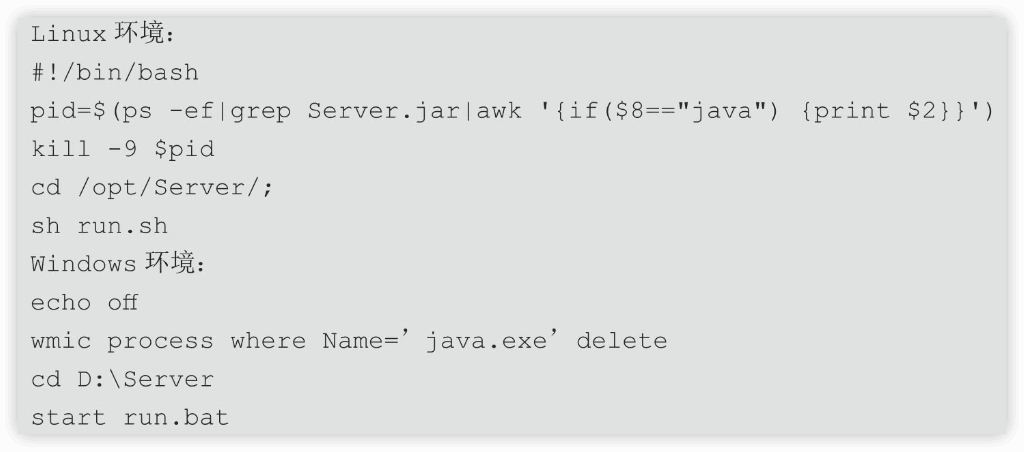 Linux 环境：
#!/bin/bash
pid=$(ps -ef|grep Server.jar|awk '{if($8=="java") {print $2}}')
kill -9 $pid
cd /opt/Server/;
sh run.sh
Windows 环境：
echo off
wmic process where Name=’java.exe’ delete
cd D:\Server
start run.bat